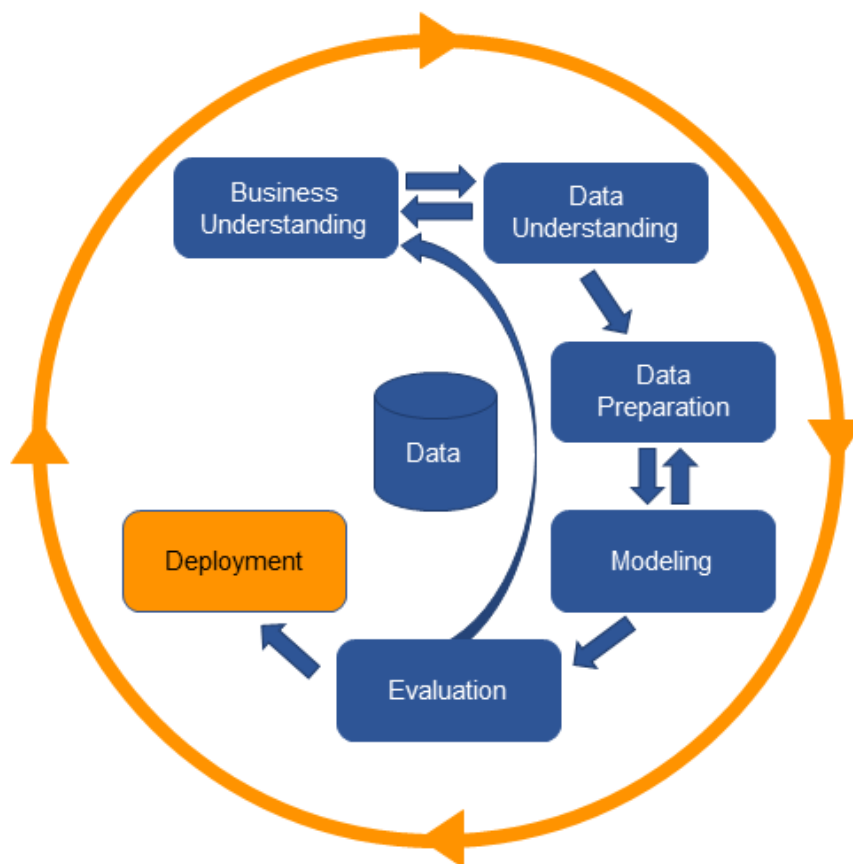 Business
Understanding
Data
Understanding
Data
Preparation
Data
Modeling
Deployment
Evaluation